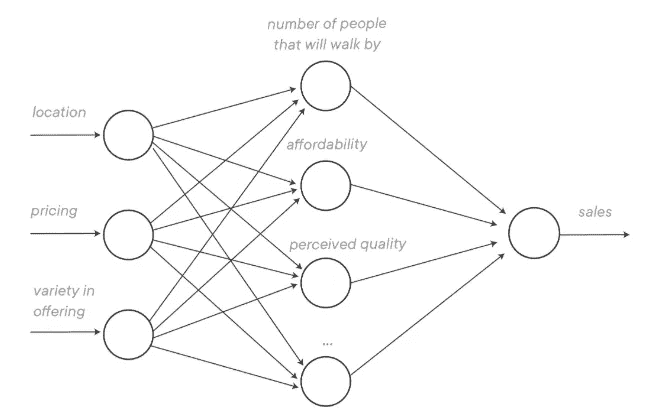 number of people
that will walk by
location
affordability
pricing
sales
perceived quality
variety in
offering
...